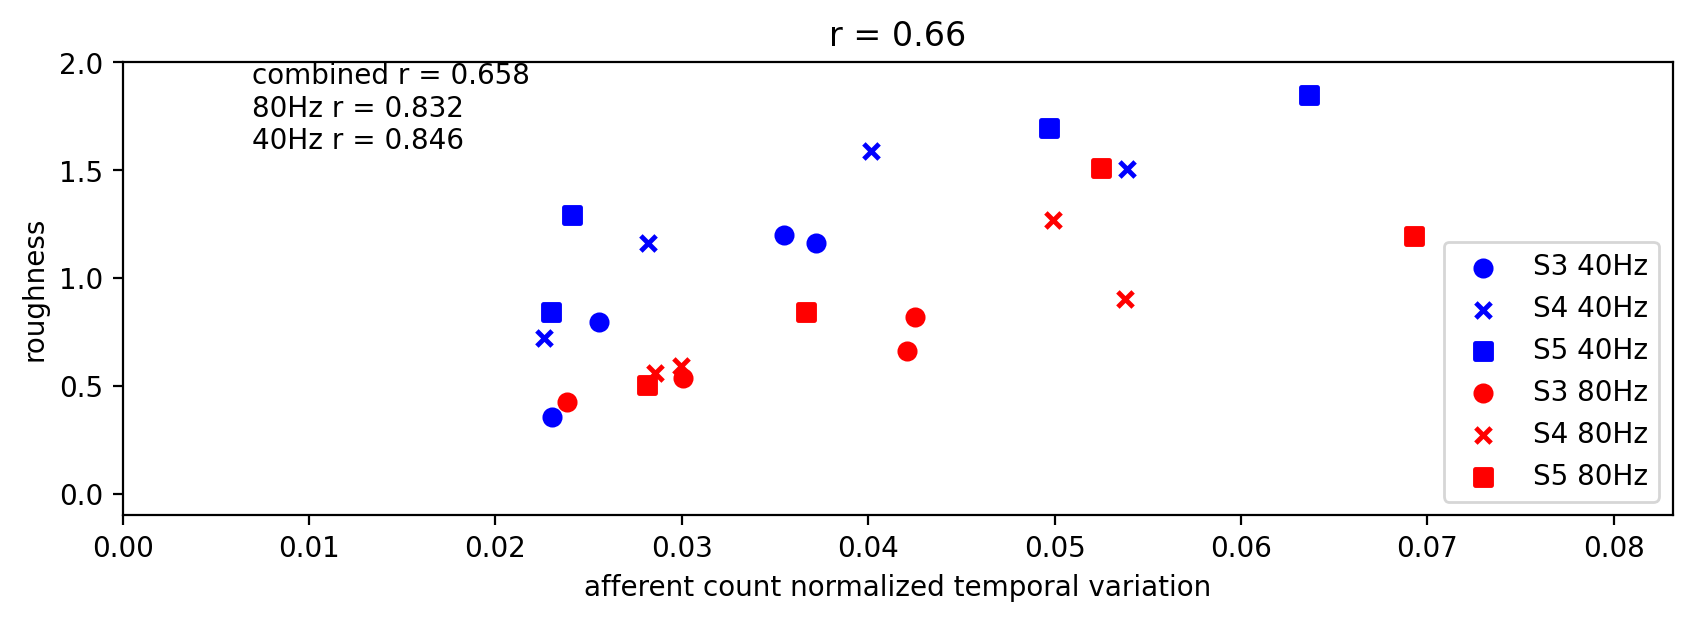 r = 0.66
combined r = 0.658
80Hz r = 0.832
40Hz r = 0.846
2.0
1.5
1.0
0.5
0.0
roughness
S3 40Hz
S4 40Hz
S5 40Hz
S3 80Hz
S4 80Hz
S5 80Hz
0.00 0.01 0.02 0.03 0.04 0.05 0.06 0.07 0.08
afferent count normalized temporal variation